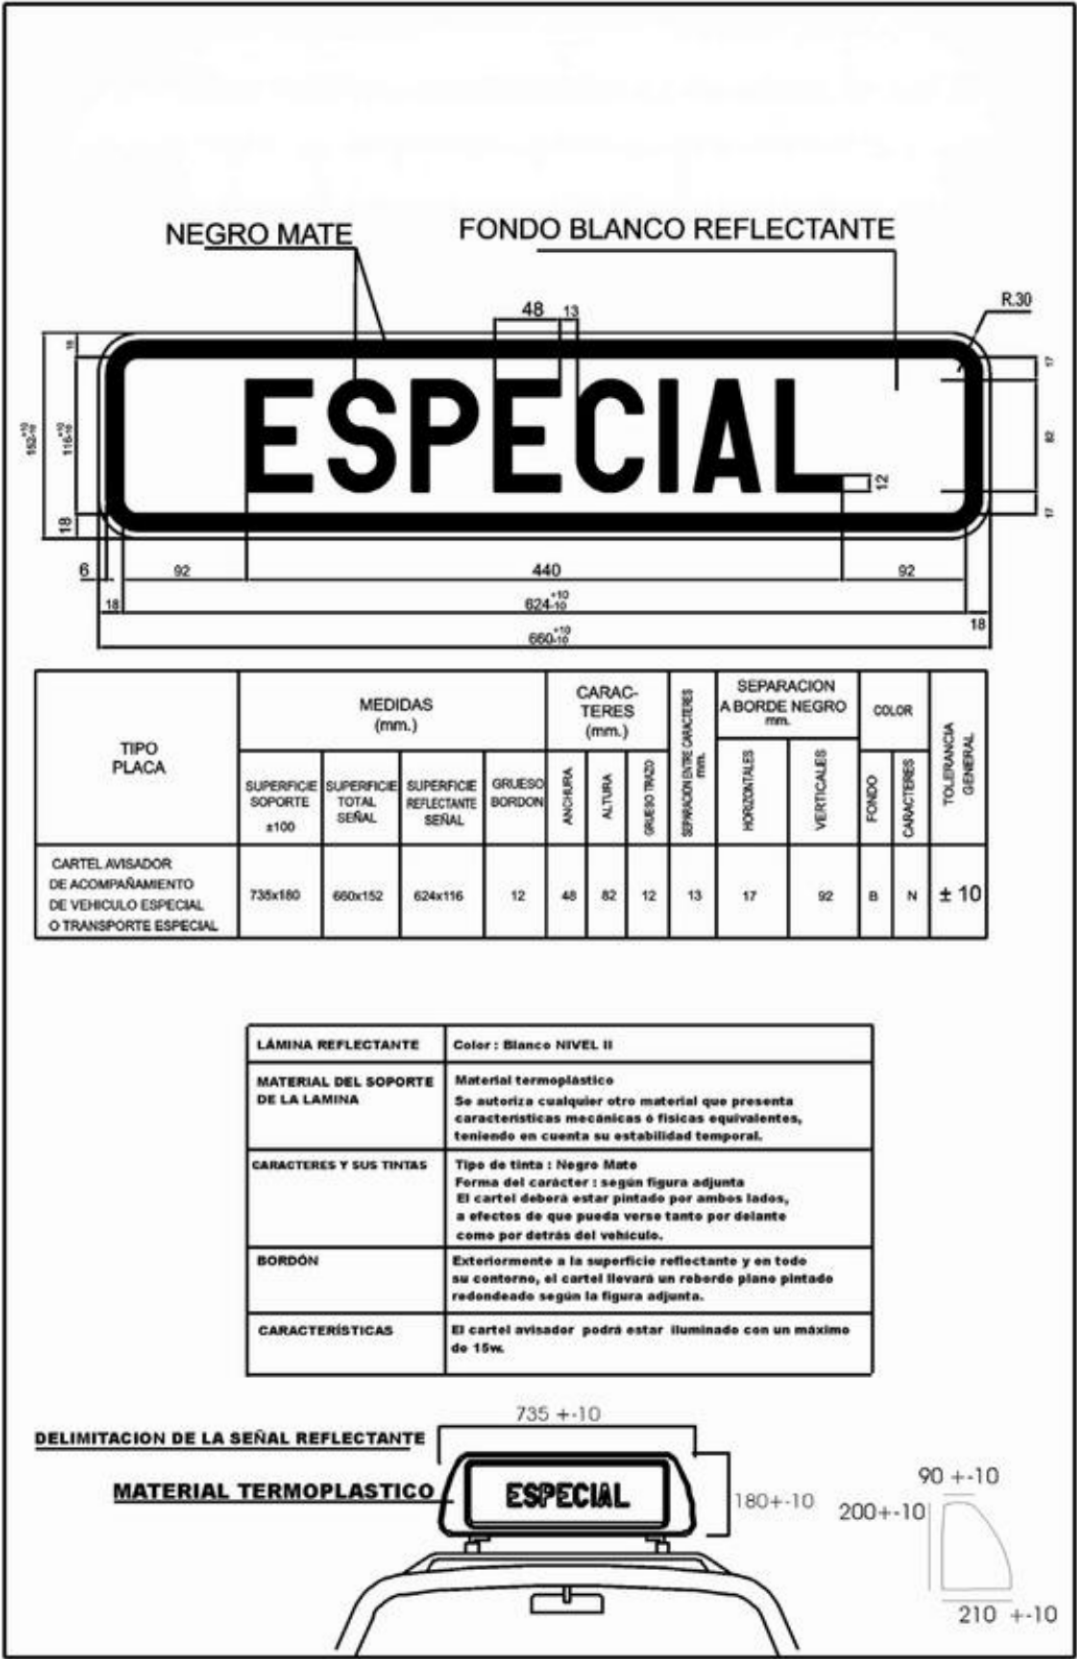 NEGRO MATE
FONDO BLANCO REFLECTANTE
48
13
R.30
ESPECIAL
18
17
152 +10 -10
116 +10 -10
82
12
18
17
6
92
440
92
18
624 +10 -10
18
660 +10 -10
TIPO
PLACA
MEDIDAS
(mm.)
CARAC-
TERES
(mm.)
SEPARACION ENTRE CARACTERES
mm.
SEPARACION
A BORDE NEGRO
mm.
COLOR
TOLERANCIA
GENERAL
SUPERFICIE
SOPORTE
±100
SUPERFICIE
TOTAL
SEÑAL
SUPERFICIE
REFLECTANTE
SEÑAL
GRUESO
BORDON
ANCHURA
ALTURA
GRUESO TRAZO
HORIZONTALES
VERTICALES
FONDO
CARACTERES
CARTEL AVISADOR
DE ACOMPAÑAMIENTO
DE VEHICULO ESPECIAL
O TRANSPORTE ESPECIAL
735x180
660x152
624x116
12
48
82
12
13
17
92
B
N
± 10
LÁMINA REFLECTANTE
Color : Blanco NIVEL II
MATERIAL DEL SOPORTE
DE LA LAMINA
Material termoplástico
Se autoriza cualquier otro material que presenta
características mecánicas ó físicas equivalentes,
teniendo en cuenta su estabilidad temporal.
CARACTERES Y SUS TINTAS
Tipo de tinta : Negro Mate
Forma del carácter : según figura adjunta
El cartel deberá estar pintado por ambos lados,
a efectos de que pueda verse tanto por delante
como por detrás del vehículo.
BORDÓN
Exteriormente a la superficie reflectante y en todo
su contorno, el cartel llevará un reborde plano pintado
redondeado según la figura adjunta.
CARACTERÍSTICAS
El cartel avisador podrá estar iluminado con un máximo
de 15w.
735 +-10
DELIMITACION DE LA SEÑAL REFLECTANTE
MATERIAL TERMOPLASTICO
ESPECIAL
180+-10
90 +-10
200+-10
210 +-10